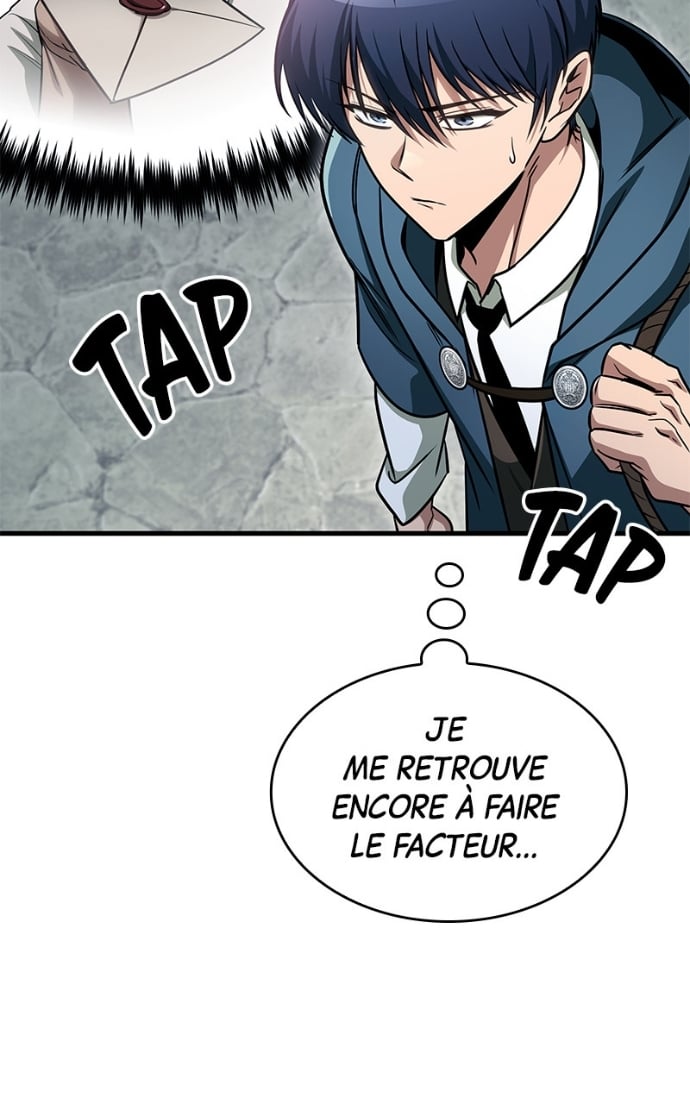 TAP
TAP
JE
ME RETROUVE
ENCORE À FAIRE
LE FACTEUR...